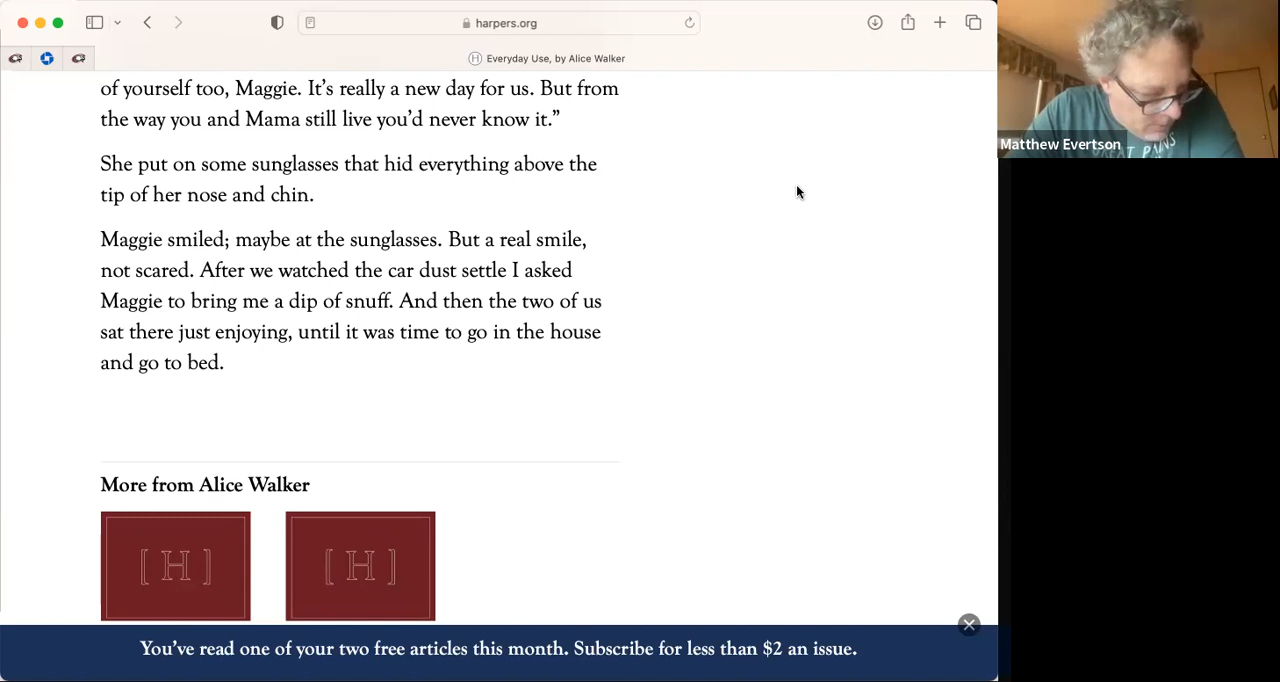 harpers.org
Everyday Use, by Alice Walker
of yourself too, Maggie. It’s really a new day for us. But from
the way you and Mama still live you’d never know it.”
She put on some sunglasses that hid everything above the
tip of her nose and chin.
Maggie smiled; maybe at the sunglasses. But a real smile,
not scared. After we watched the car dust settle I asked
Maggie to bring me a dip of snuff. And then the two of us
sat there just enjoying, until it was time to go in the house
and go to bed.
More from Alice Walker
[H] [H]
You’ve read one of your two free articles this month. Subscribe for less than $2 an issue.
Matthew Evertson
GREAT PLAINS